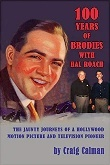 100
YEARS OF
BRODIES
WITH
HAL ROACH
THE JAUNTY JOURNEYS OF A HOLLYWOOD
MOTION PICTURE AND TELEVISION PIONEER
by Craig Calman